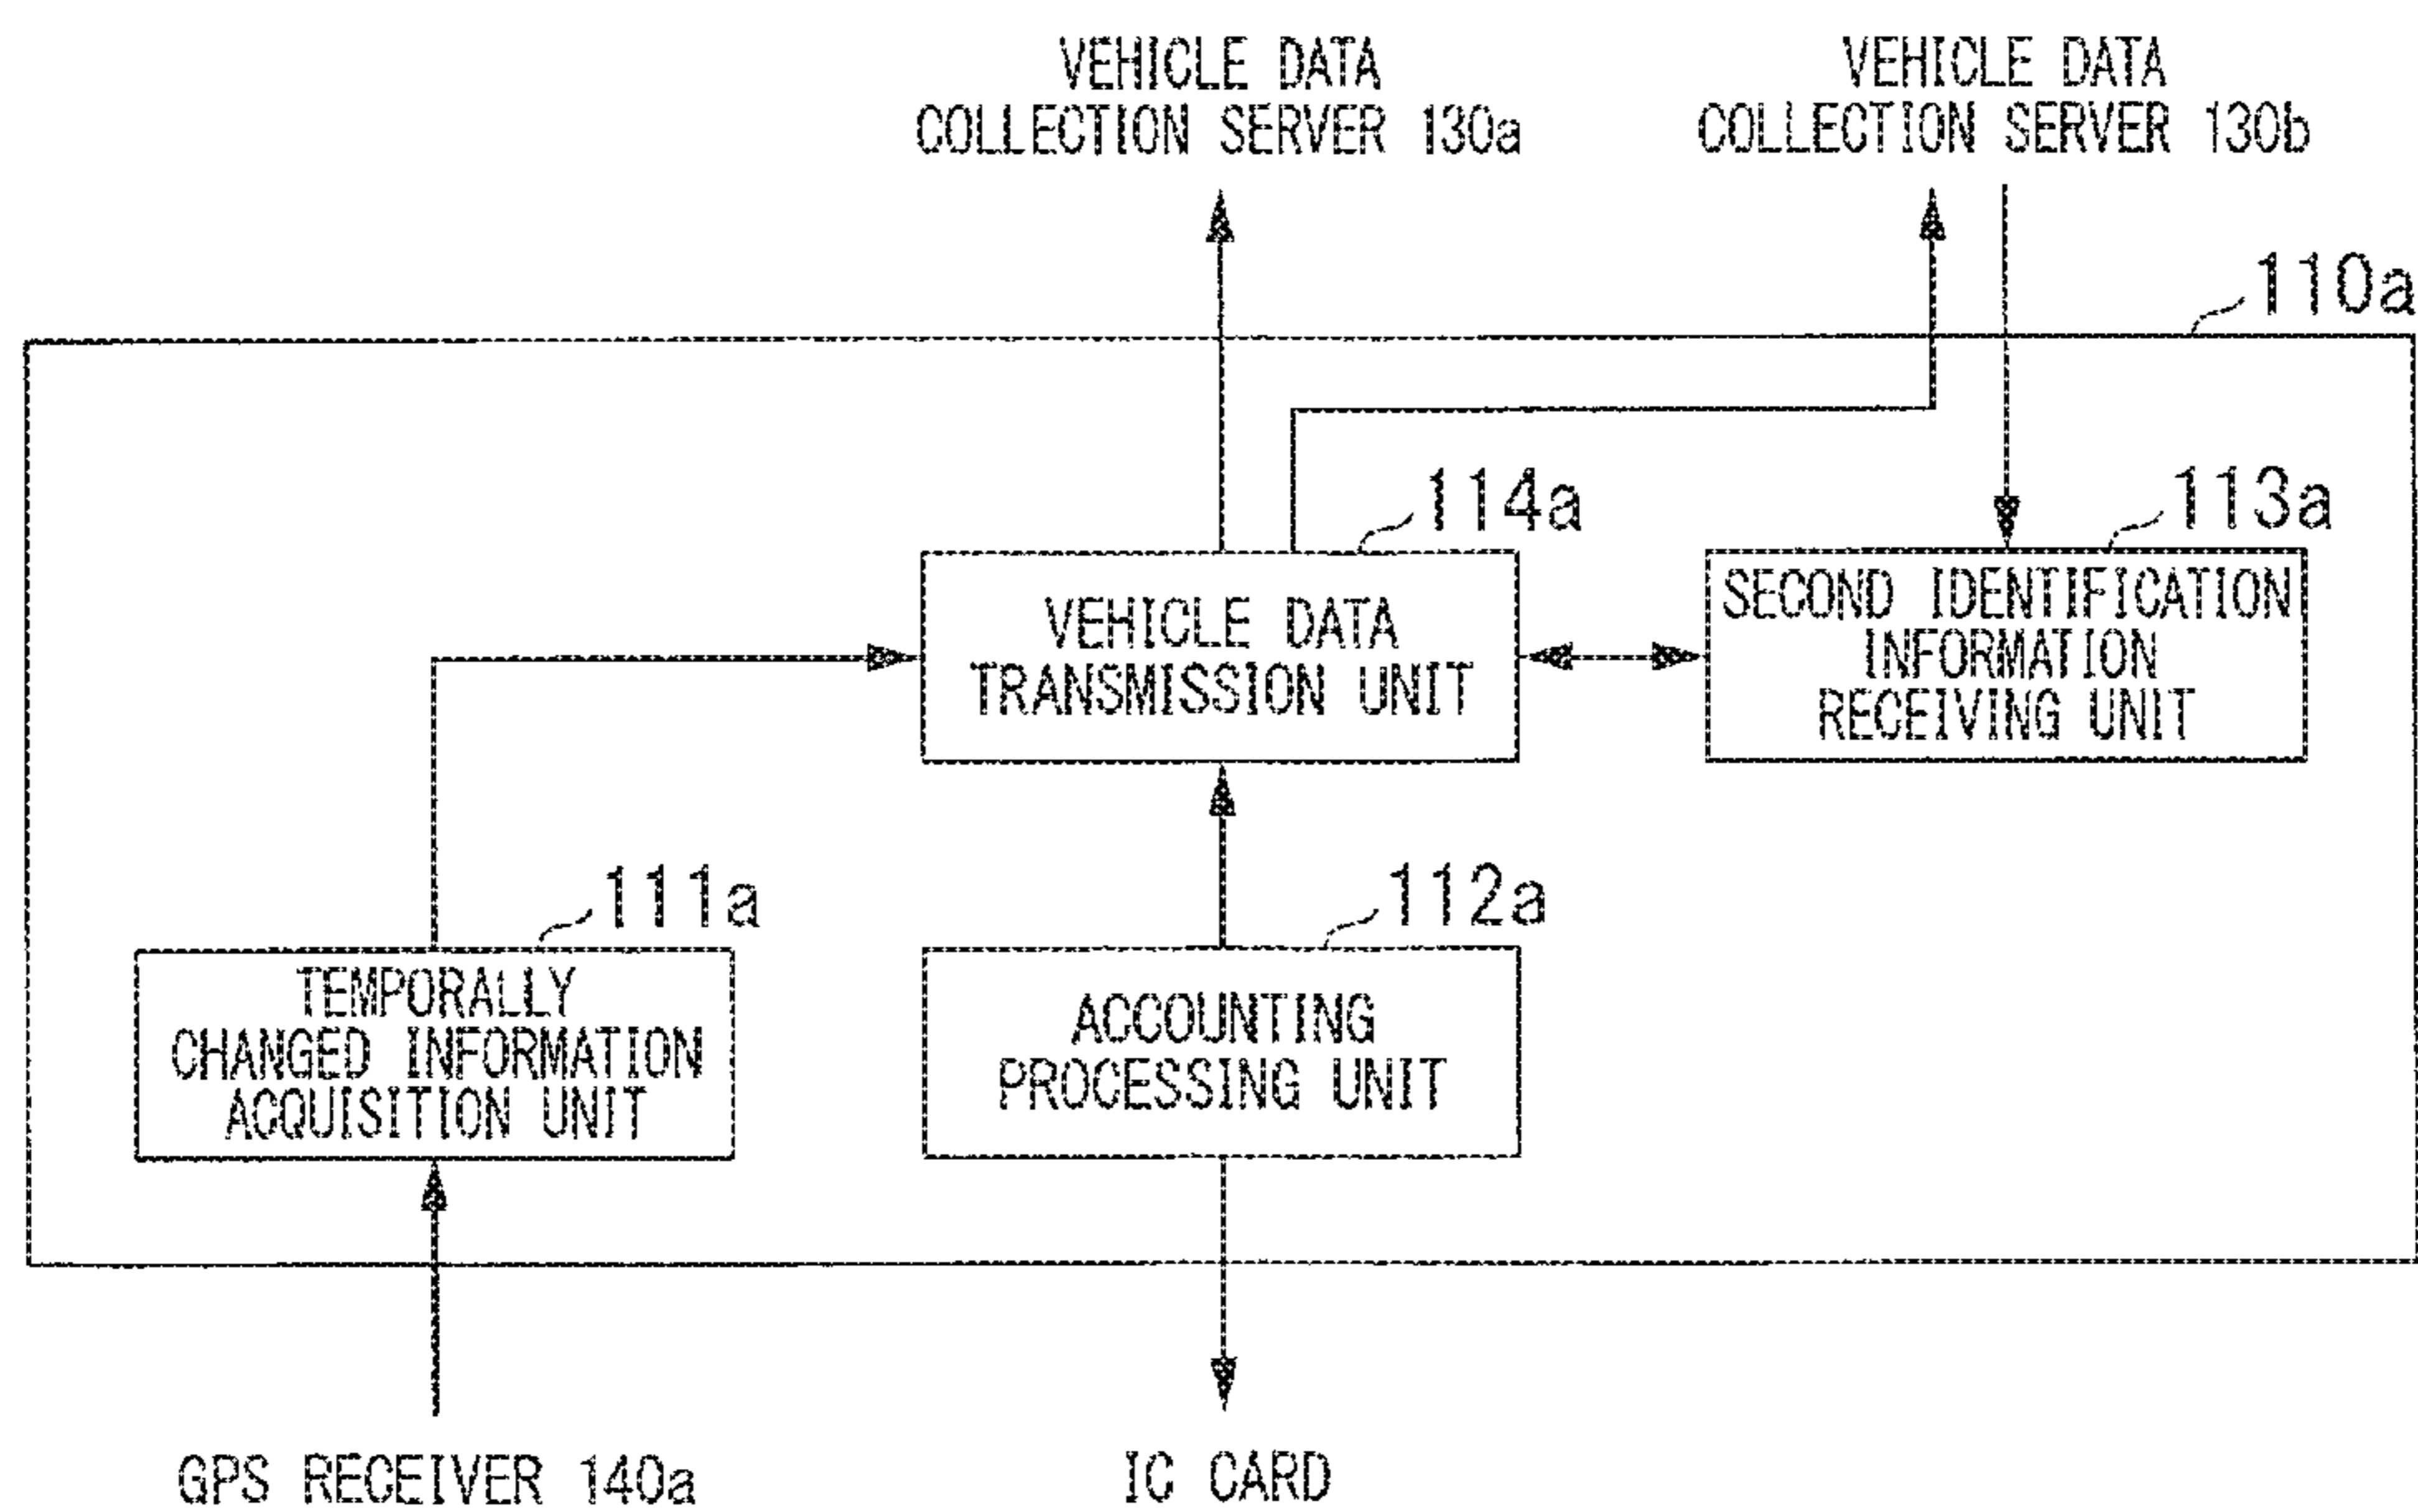 VEHICLE DATA
COLLECTION SERVER 130a
VEHICLE DATA
COLLECTION SERVER 130b
110a
114a
113a
VEHICLE DATA
TRANSMISSION UNIT
SECOND IDENTIFICATION
INFORMATION
RECEIVING UNIT
111a
112a
TEMPORALLY
CHANGED INFORMATION
ACQUISITION UNIT
ACCOUNTING
PROCESSING UNIT
GPS RECEIVER 140a
IC CARD